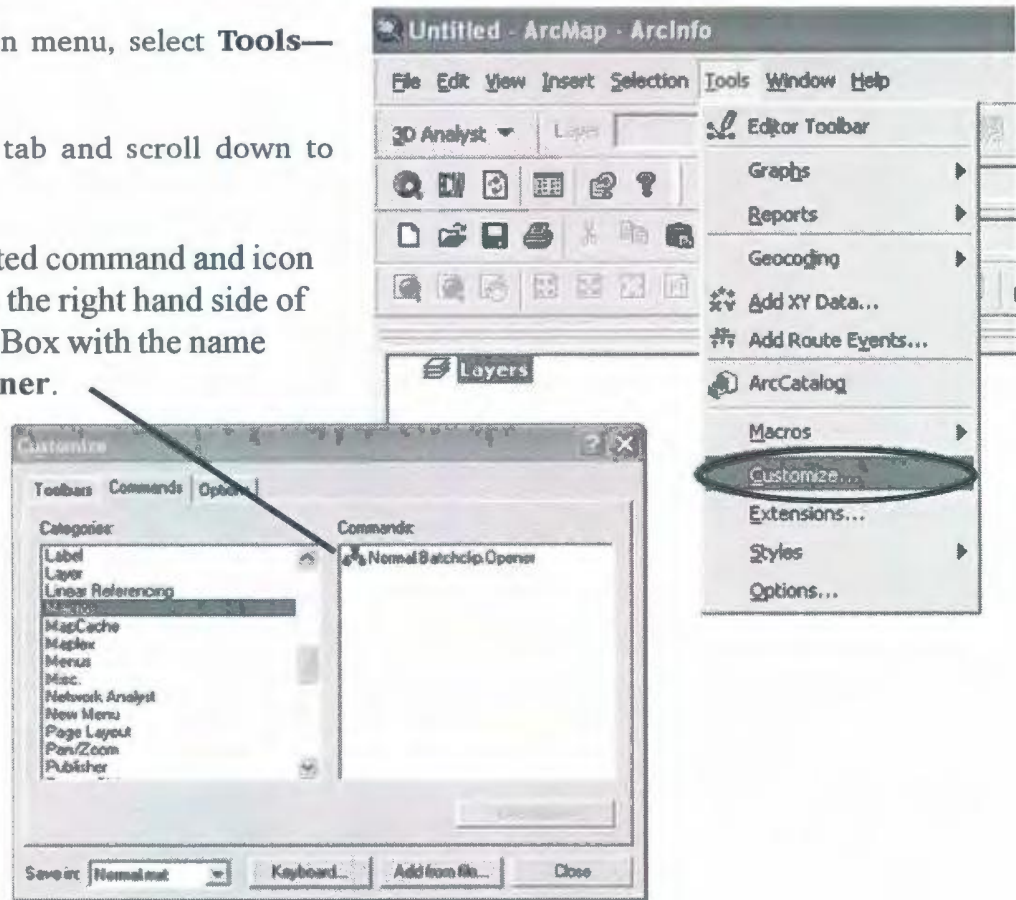 n menu, select Tools—
tab and scroll down to
ted command and icon
the right hand side of
Box with the name
ner.
Untitled - ArcMap - ArcInfo
File Edit View Insert Selection Tools Window Help
3D Analyst Layer
Editor Toolbar
Graphs
Reports
Geocoding
Add XY Data...
Add Route Events...
ArcCatalog
Macros
Customize...
Extensions...
Styles
Options...
Layers
Customize
Toolbars Commands Options
Categories:
Commands:
Label
Layer
Linear Referencing
MapCache
Maplex
Menus
Misc.
Network Analyst
New Menu
Page Layout
Pan/Zoom
Publisher
Normal.Batchclip.Opener
Save in: Normal.mxt Keyboard... Add from file... Close